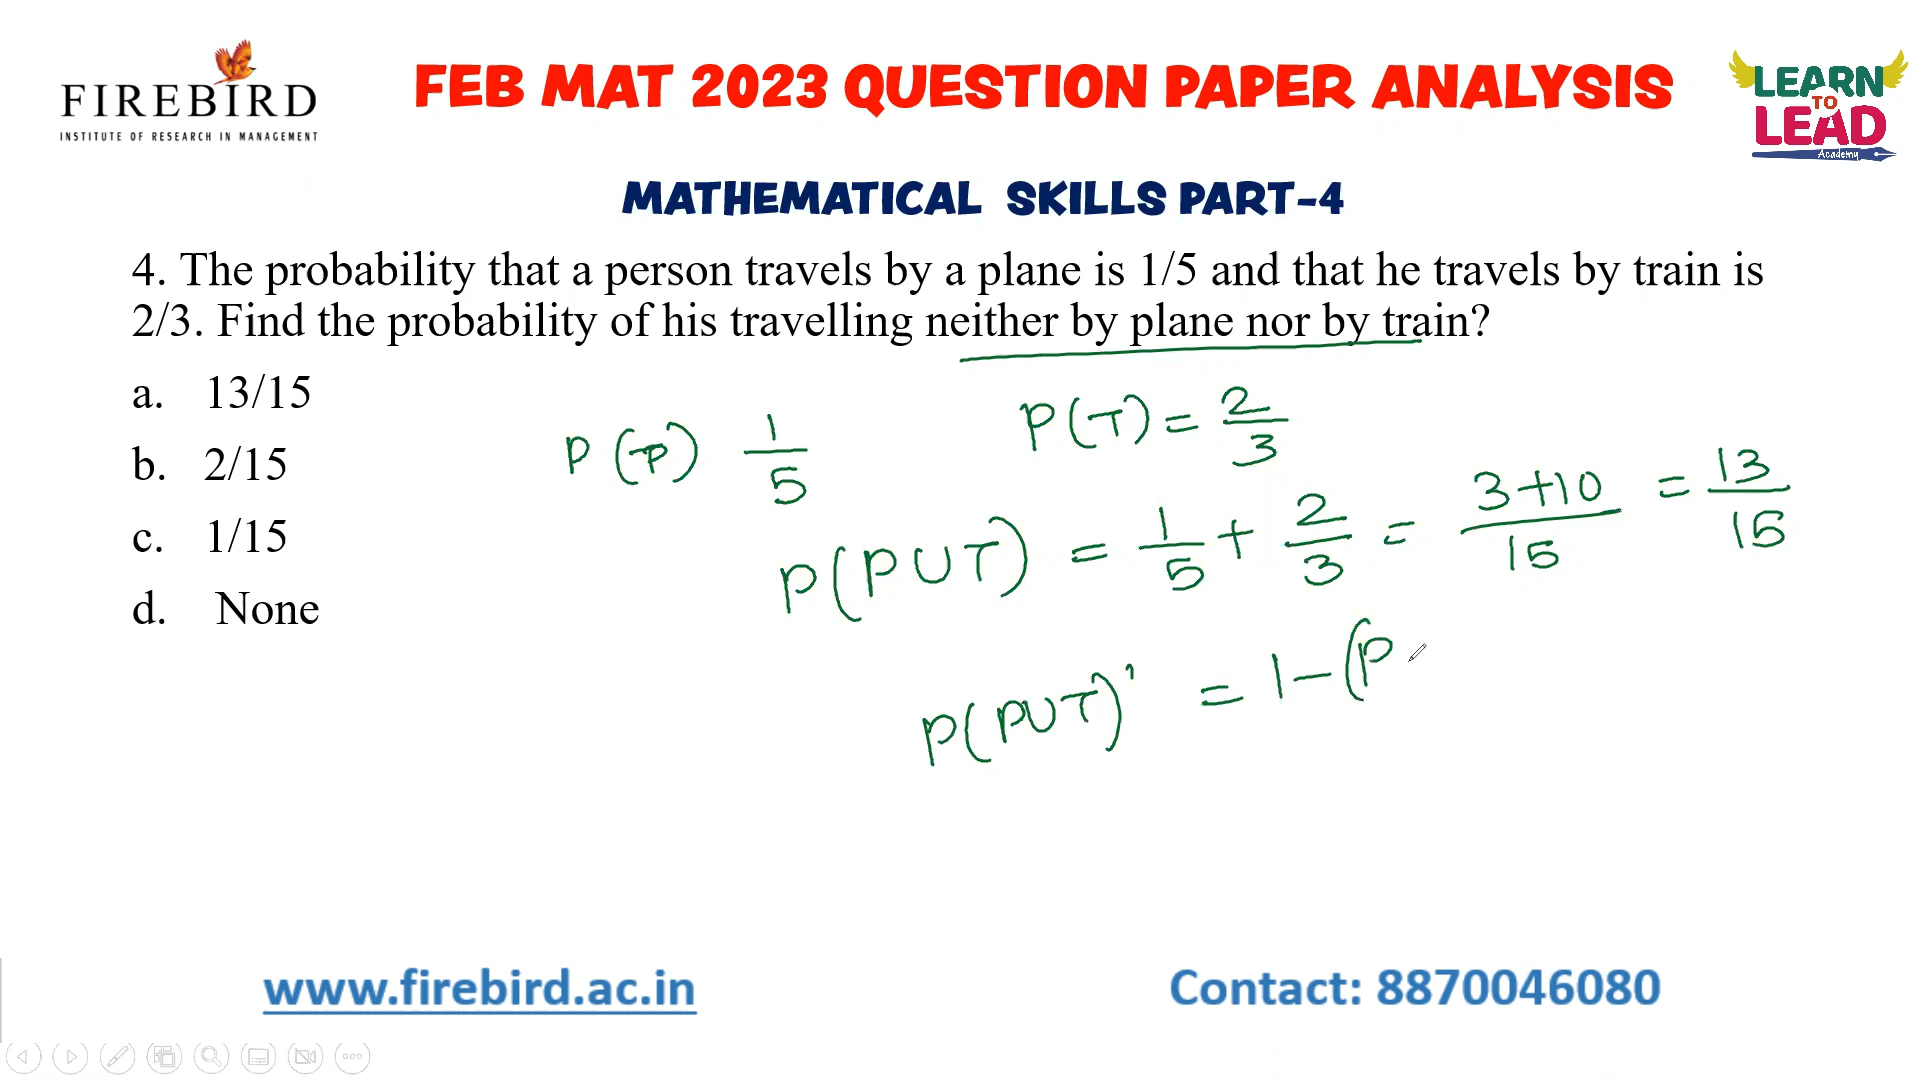 FIREBIRD
INSTITUTE OF RESEARCH IN MANAGEMENT
FEB MAT 2023 QUESTION PAPER ANALYSIS
LEARN
TO
LEAD
Academy
MATHEMATICAL SKILLS PART-4
4. The probability that a person travels by a plane is 1/5 and that he travels by train is
2/3. Find the probability of his travelling neither by plane nor by train?
a. 13/15
b. 2/15
c. 1/15
d. None
P(P) 1/5
P(T) = 2/3
P(PUT) = 1/5 + 2/3 = 3+10/15 = 13/15
P(PUT)' = 1-(P
www.firebird.ac.in
Contact: 8870046080